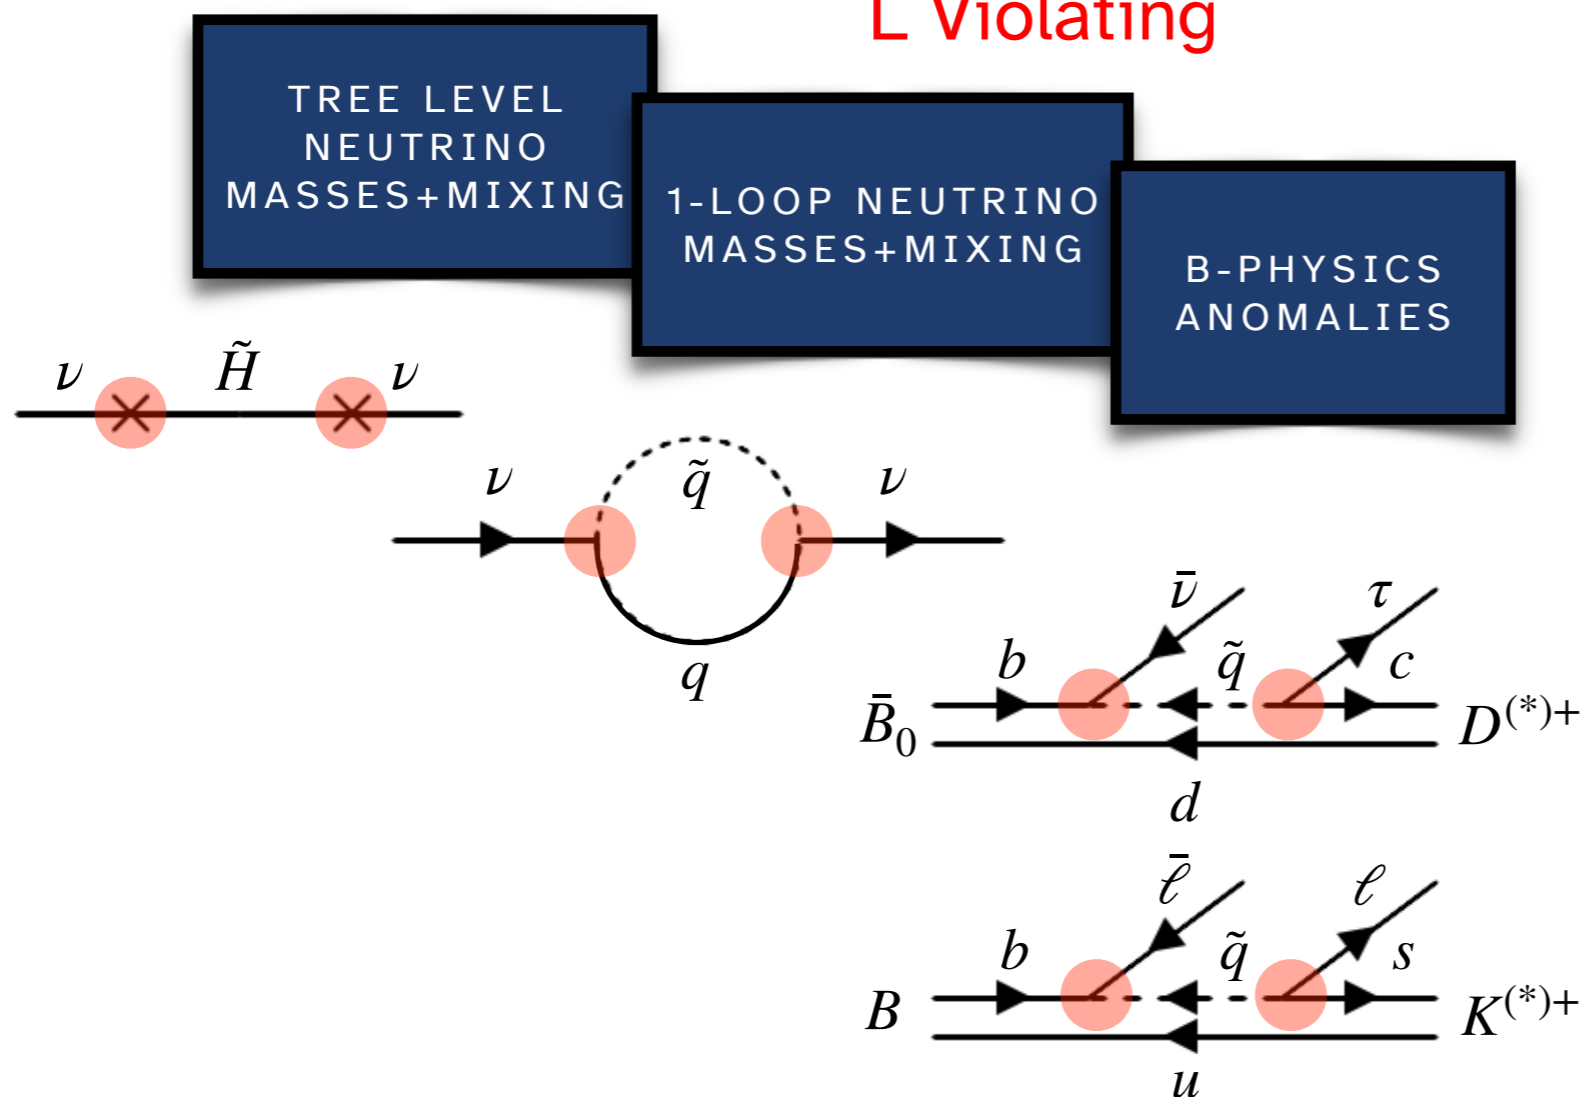 L Violating
TREE LEVEL
NEUTRINO
MASSES+MIXING
1-LOOP NEUTRINO
MASSES+MIXING
B-PHYSICS
ANOMALIES
ν H̃ ν
ν q̃ ν
q
ν̄ τ
b q̃ c
B̄₀ D⁽*⁾⁺
d
ℓ̄ ℓ
b q̃ s
B K⁽*⁾⁺
u